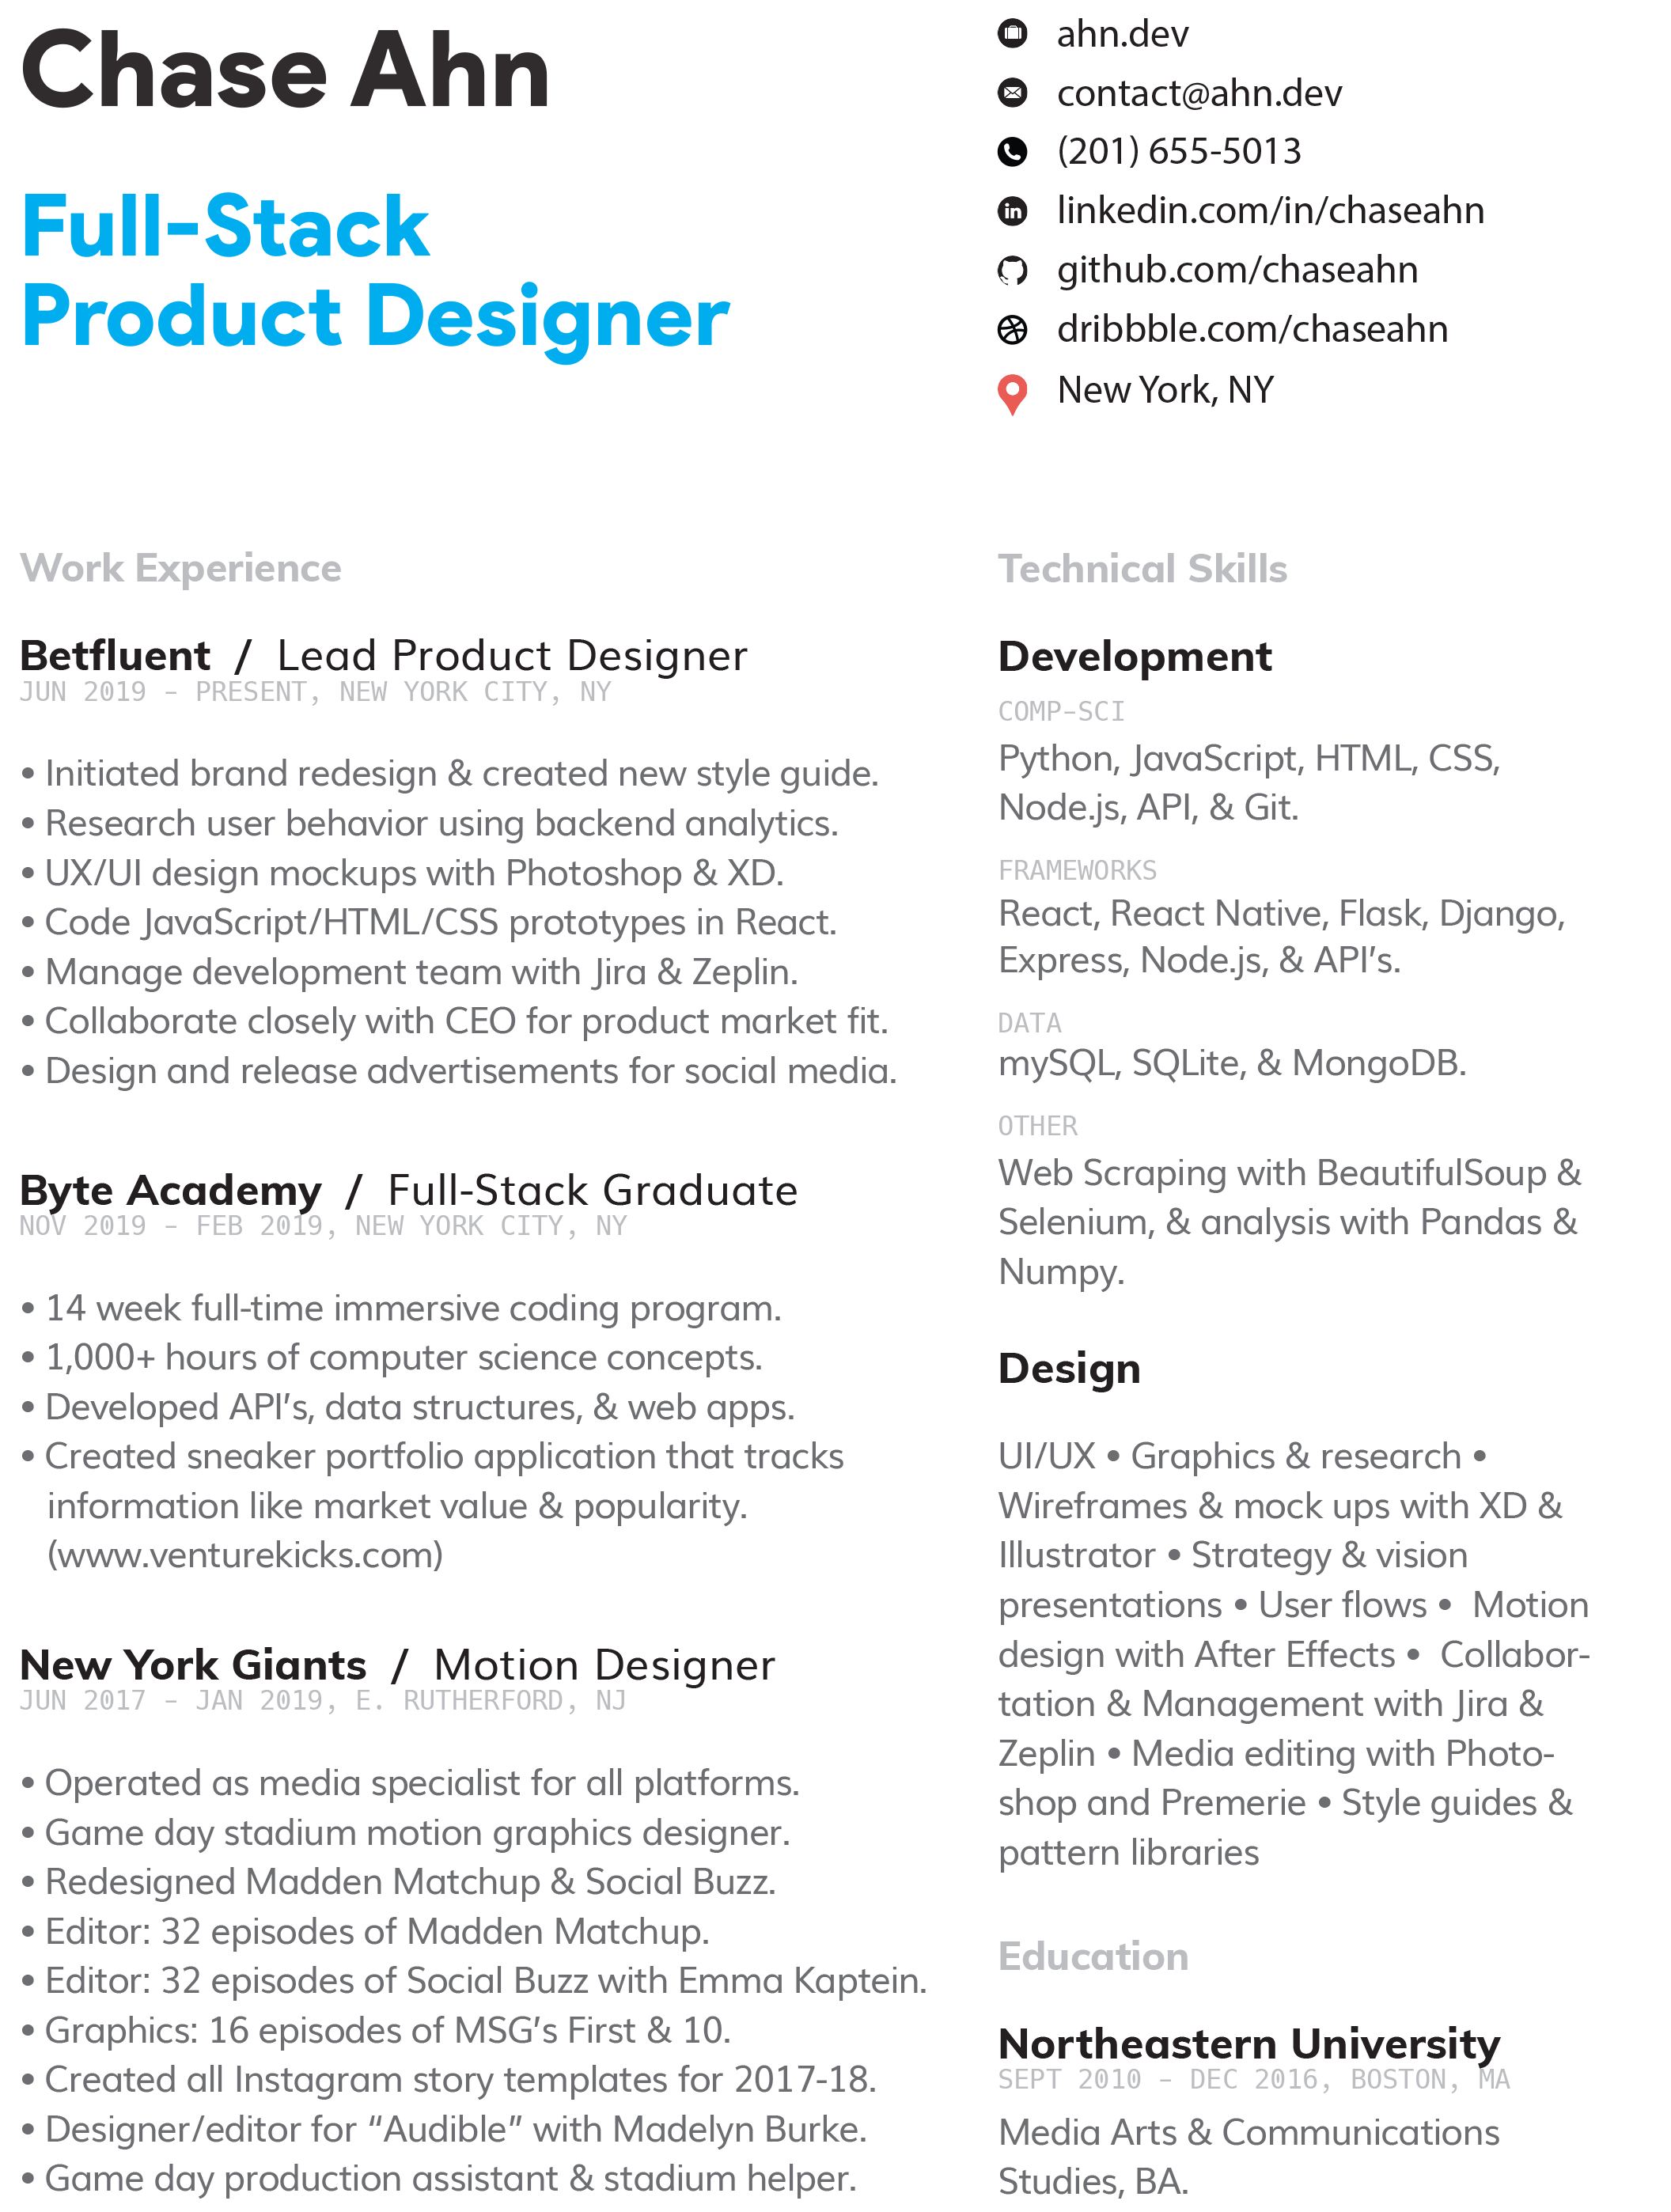 Chase Ahn
Full-Stack
Product Designer
ahn.dev
contact@ahn.dev
(201) 655-5013
linkedin.com/in/chaseahn
github.com/chaseahn
dribbble.com/chaseahn
New York, NY
Work Experience
Betfluent / Lead Product Designer
JUN 2019 – PRESENT, NEW YORK CITY, NY
• Initiated brand redesign & created new style guide.
• Research user behavior using backend analytics.
• UX/UI design mockups with Photoshop & XD.
• Code JavaScript/HTML/CSS prototypes in React.
• Manage development team with Jira & Zeplin.
• Collaborate closely with CEO for product market fit.
• Design and release advertisements for social media.
Byte Academy / Full-Stack Graduate
NOV 2019 – FEB 2019, NEW YORK CITY, NY
• 14 week full-time immersive coding program.
• 1,000+ hours of computer science concepts.
• Developed API's, data structures, & web apps.
• Created sneaker portfolio application that tracks
information like market value & popularity.
(www.venturekicks.com)
New York Giants / Motion Designer
JUN 2017 – JAN 2019, E. RUTHERFORD, NJ
• Operated as media specialist for all platforms.
• Game day stadium motion graphics designer.
• Redesigned Madden Matchup & Social Buzz.
• Editor: 32 episodes of Madden Matchup.
• Editor: 32 episodes of Social Buzz with Emma Kaptein.
• Graphics: 16 episodes of MSG's First & 10.
• Created all Instagram story templates for 2017-18.
• Designer/editor for “Audible” with Madelyn Burke.
• Game day production assistant & stadium helper.
Technical Skills
Development
COMP-SCI
Python, JavaScript, HTML, CSS,
Node.js, API, & Git.
FRAMEWORKS
React, React Native, Flask, Django,
Express, Node.js, & API's.
DATA
mySQL, SQLite, & MongoDB.
OTHER
Web Scraping with BeautifulSoup &
Selenium, & analysis with Pandas &
Numpy.
Design
UI/UX • Graphics & research •
Wireframes & mock ups with XD &
Illustrator • Strategy & vision
presentations • User flows • Motion
design with After Effects • Collabor-
tation & Management with Jira &
Zeplin • Media editing with Photo-
shop and Premerie • Style guides &
pattern libraries
Education
Northeastern University
SEPT 2010 – DEC 2016, BOSTON, MA
Media Arts & Communications
Studies, BA.